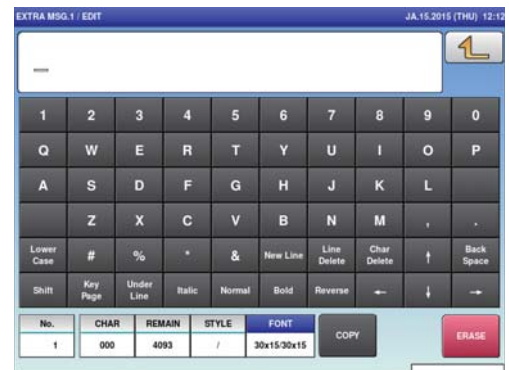 EXTRA MSG.1 / EDIT JA.15.2015 (THU) 12:12
1 2 3 4 5 6 7 8 9 0
Q W E R T Y U I O P
A S D F G H J K L
Z X C V B N M , .
Lower Case # % * & New Line Line Delete Char Delete ↑ Back Space
Shift Key Page Under Line Italic Normal Bold Reverse ← ↓ →
No. CHAR REMAIN STYLE FONT COPY ERASE
1 000 4093 / 30x15/30x15